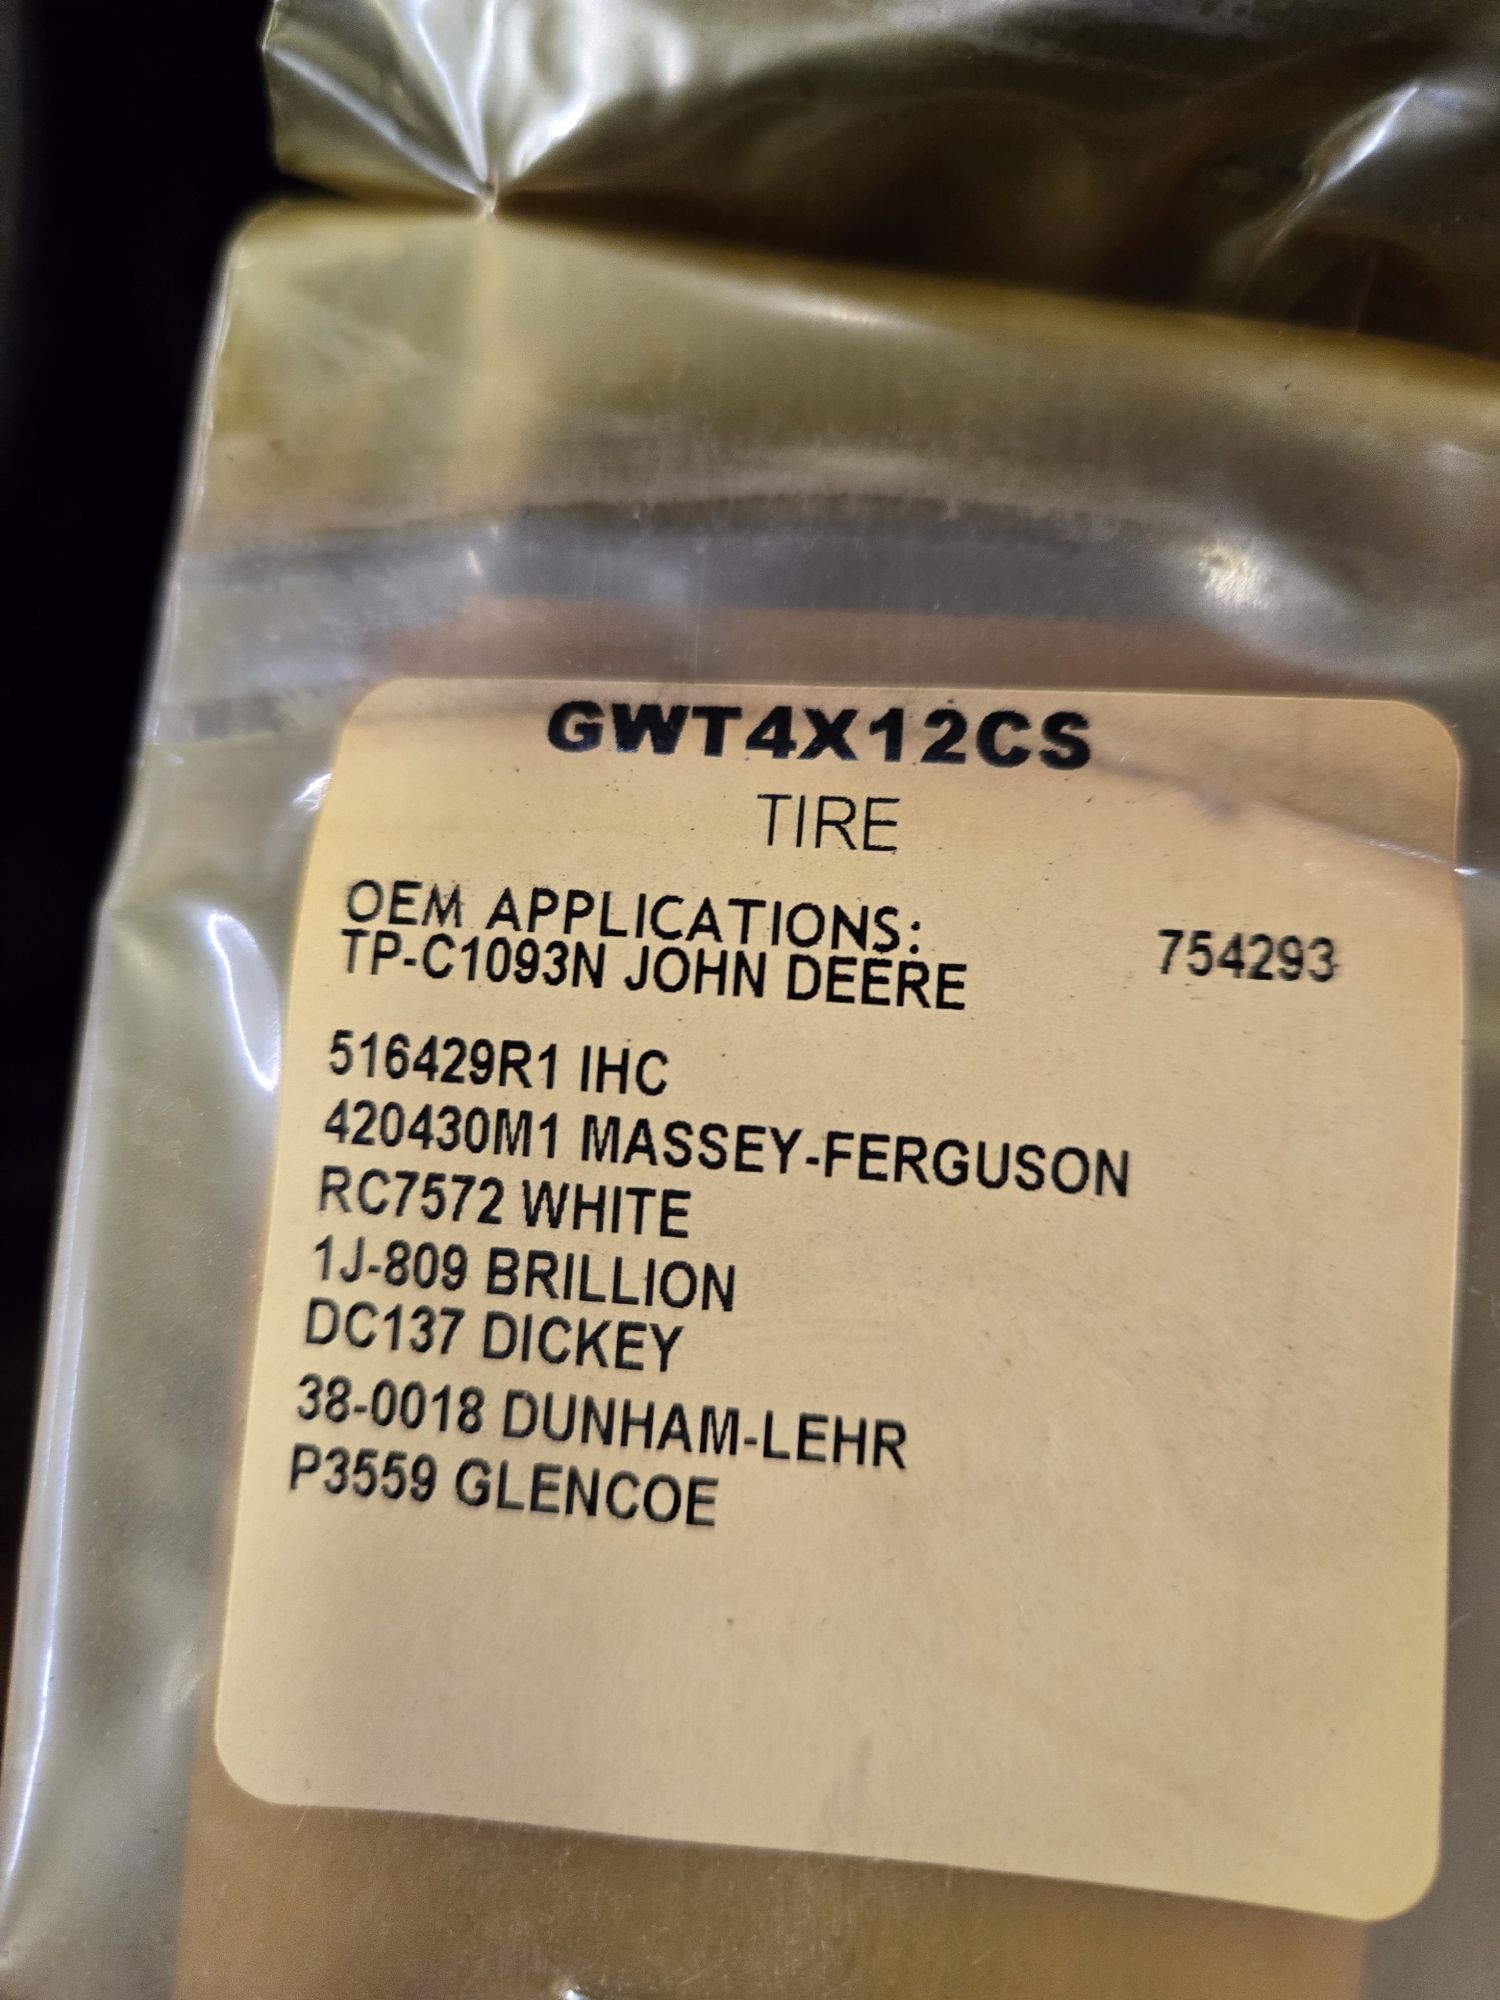 GWT4X12CS
TIRE
OEM APPLICATIONS:
TP-C1093N JOHN DEERE 754293
516429R1 IHC
420430M1 MASSEY-FERGUSON
RC7572 WHITE
1J-809 BRILLION
DC137 DICKEY
38-0018 DUNHAM-LEHR
P3559 GLENCOE